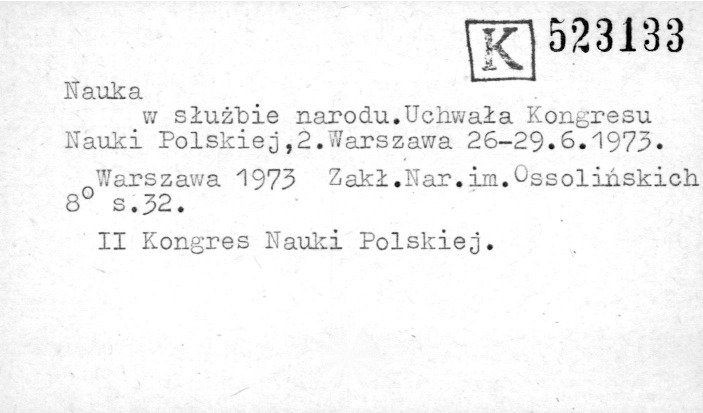 K 523133
Nauka
w służbie narodu.Uchwała Kongresu
Nauki Polskiej,2.Warszawa 26-29.6.1973.
Warszawa 1973 Zakł.Nar.im.Ossolińskich
8° s.32.
II Kongres Nauki Polskiej.